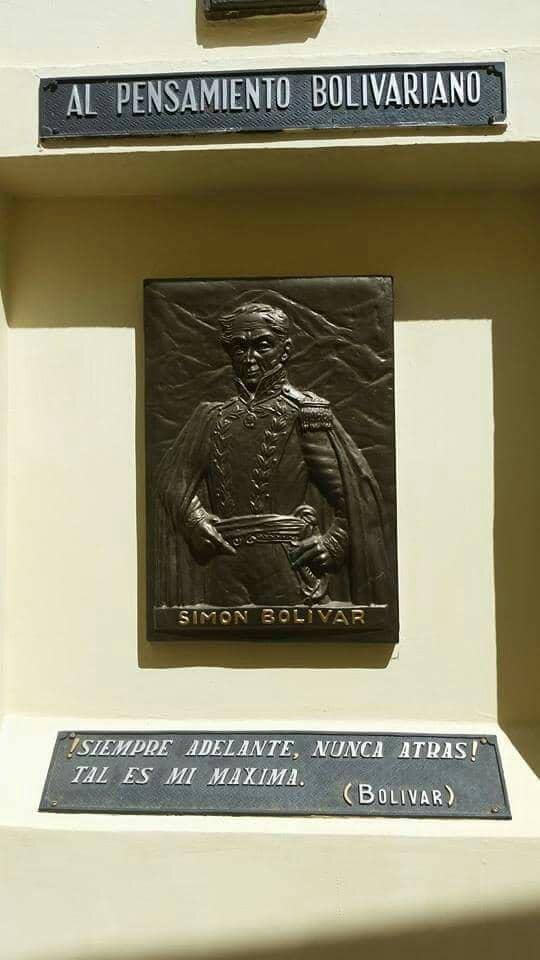 AL PENSAMIENTO BOLIVARIANO
SIMON BOLIVAR
!SIEMPRE ADELANTE, NUNCA ATRAS!
TAL ES MI MAXIMA. (BOLIVAR)